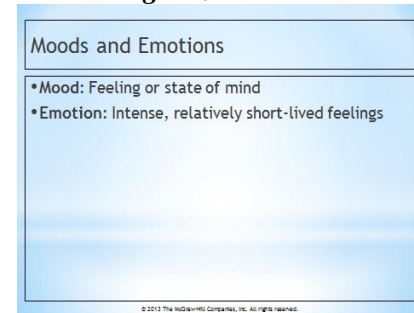 Moods and Emotions
•Mood: Feeling or state of mind
•Emotion: Intense, relatively short-lived feelings
© 2013 The McGraw-Hill Companies, Inc. All rights reserved.